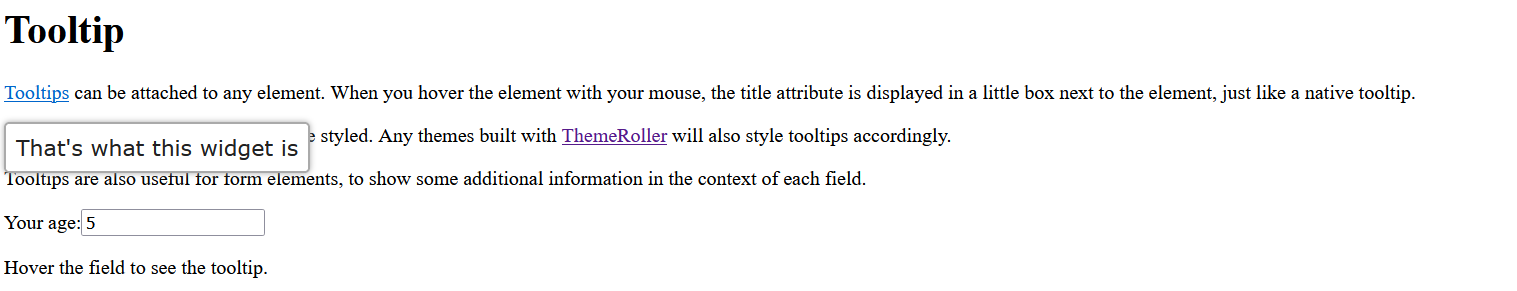 Tooltip
Tooltips can be attached to any element. When you hover the element with your mouse, the title attribute is displayed in a little box next to the element, just like a native tooltip.
That's what this widget is
styled. Any themes built with ThemeRoller will also style tooltips accordingly.
Tooltips are also useful for form elements, to show some additional information in the context of each field.
Your age: 5
Hover the field to see the tooltip.